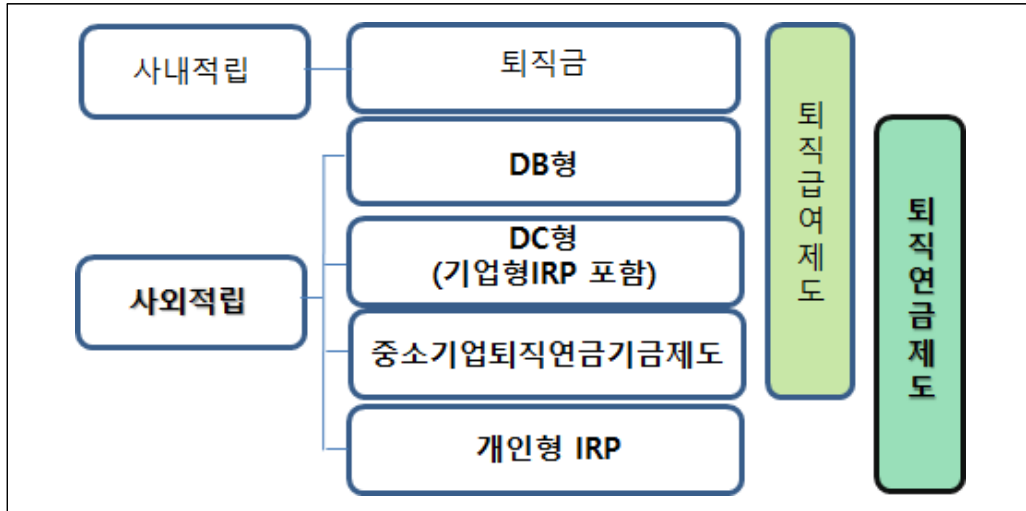 사내적립
퇴직금
DB형
DC형
(기업형IRP 포함)
사외적립
중소기업퇴직연금기금제도
개인형 IRP
퇴직급여제도
퇴직연금제도